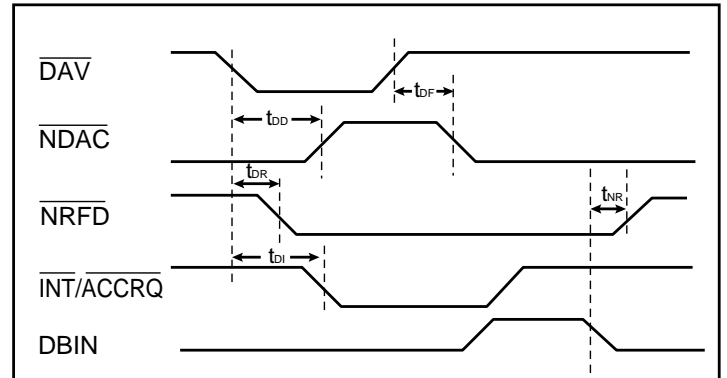 DAV
tDF
tDD
NDAC
tDR
NRFD
tNR
tDI
INT/ACCRQ
DBIN